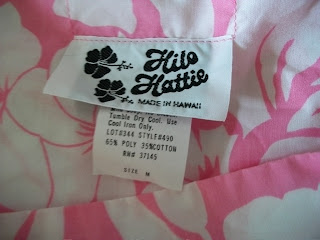 Hilo
Hattie
MADE IN HAWAII
Tumble Dry Cool. Use
Cool Iron Only.
LOT#344 STYLE#490
65% POLY 35%COTTON
RN# 37145
SIZE M